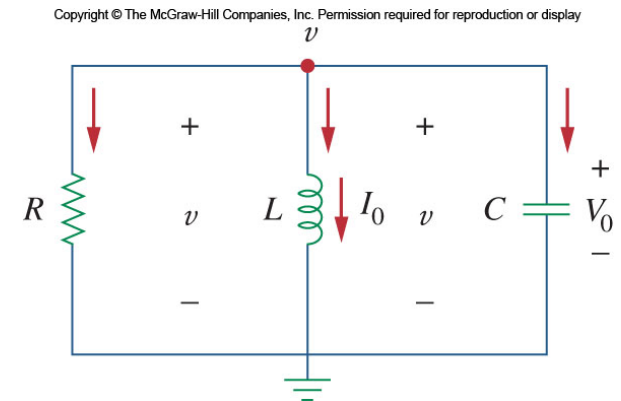 Copyright © The McGraw-Hill Companies, Inc. Permission required for reproduction or display
v
+ +
+
R v L I₀ v C V₀
−
− −